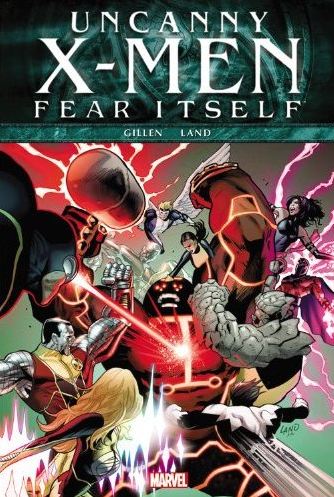 UNCANNY
X-MEN
FEAR ITSELF
GILLEN LAND
LAND
MARVEL